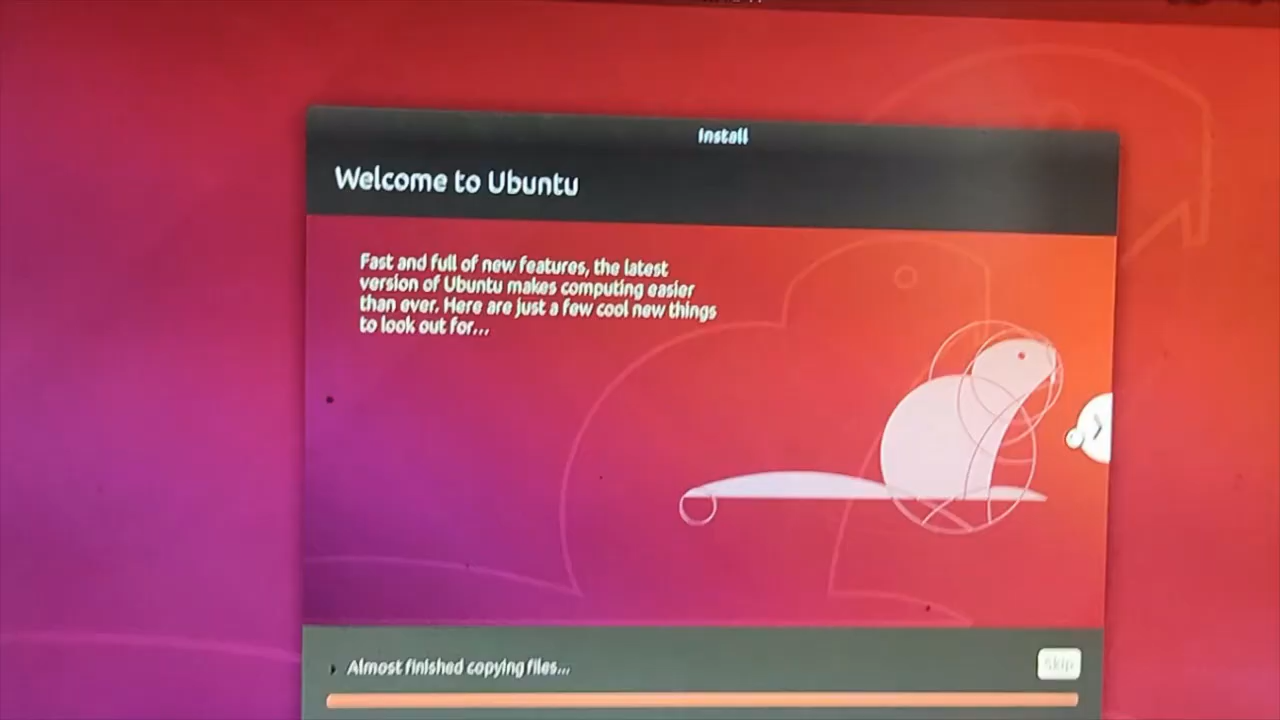 Install
Welcome to Ubuntu
Fast and full of new features, the latest
version of Ubuntu makes computing easier
than ever. Here are just a few cool new things
to look out for...
Almost finished copying files...
Skip